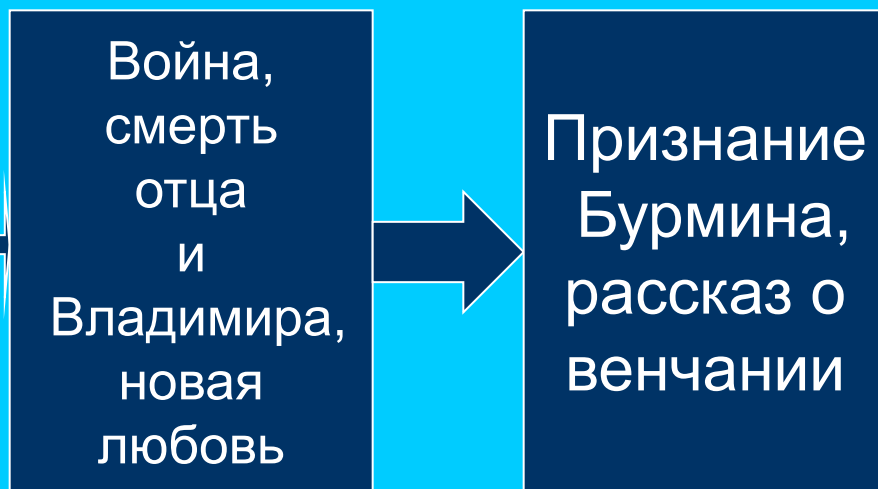 Война,
смерть
отца
и
Владимира,
новая
любовь
Признание
Бурмина,
рассказ о
венчании